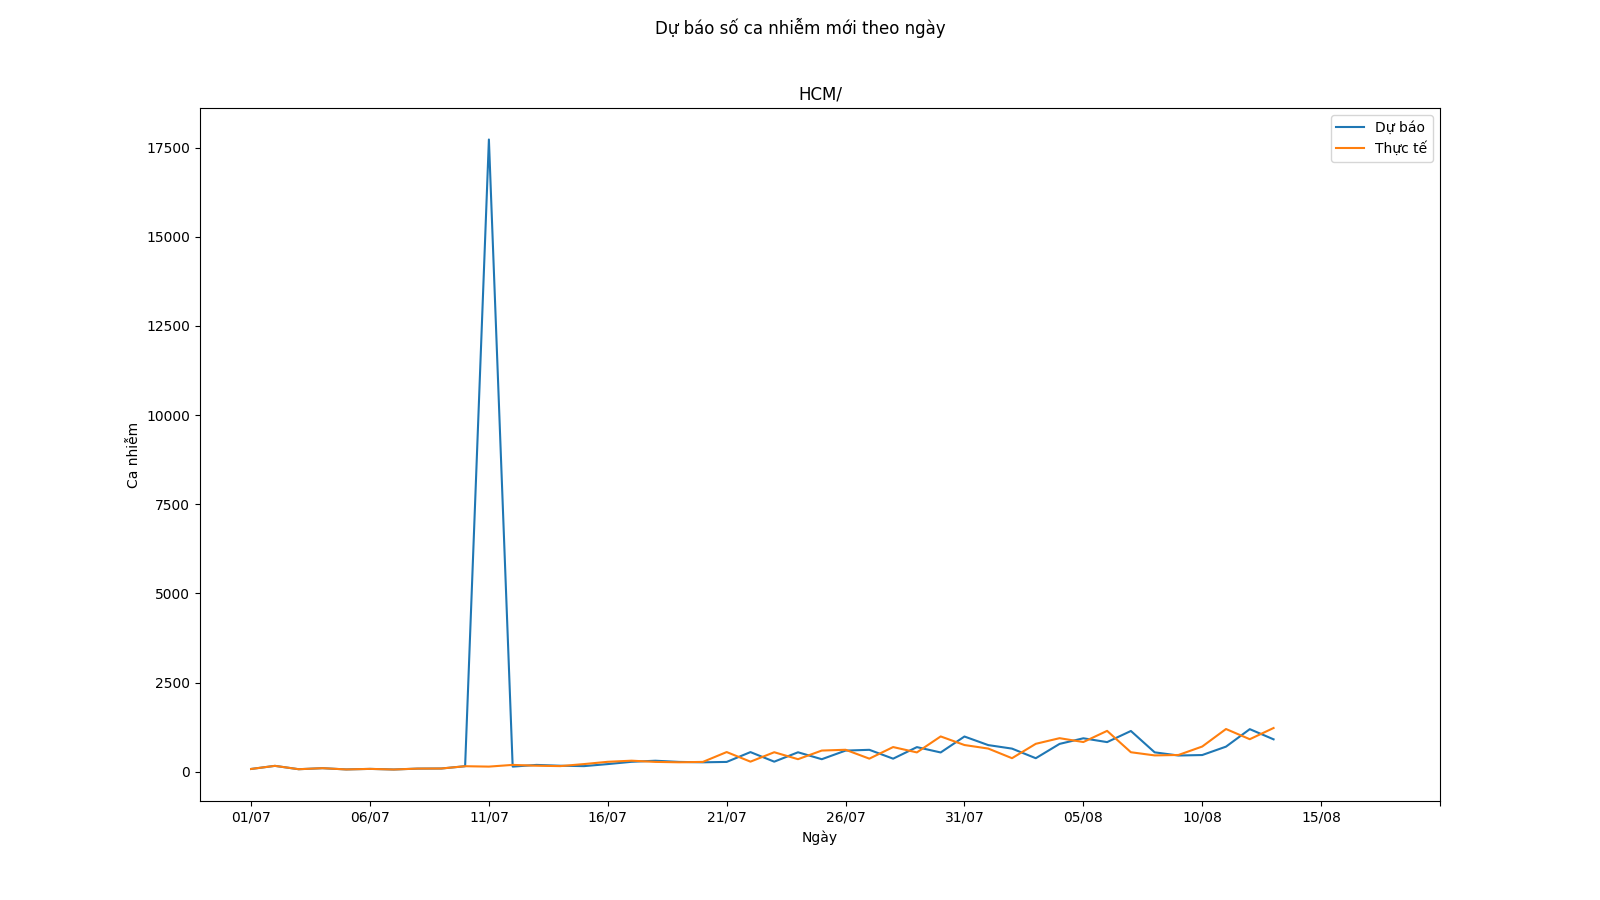 Dự báo số ca nhiễm mới theo ngày
HCM/
Dự báo
Thực tế
17500
15000
12500
10000
7500
5000
2500
0
Ca nhiễm
01/07 06/07 11/07 16/07 21/07 26/07 31/07 05/08 10/08 15/08
Ngày